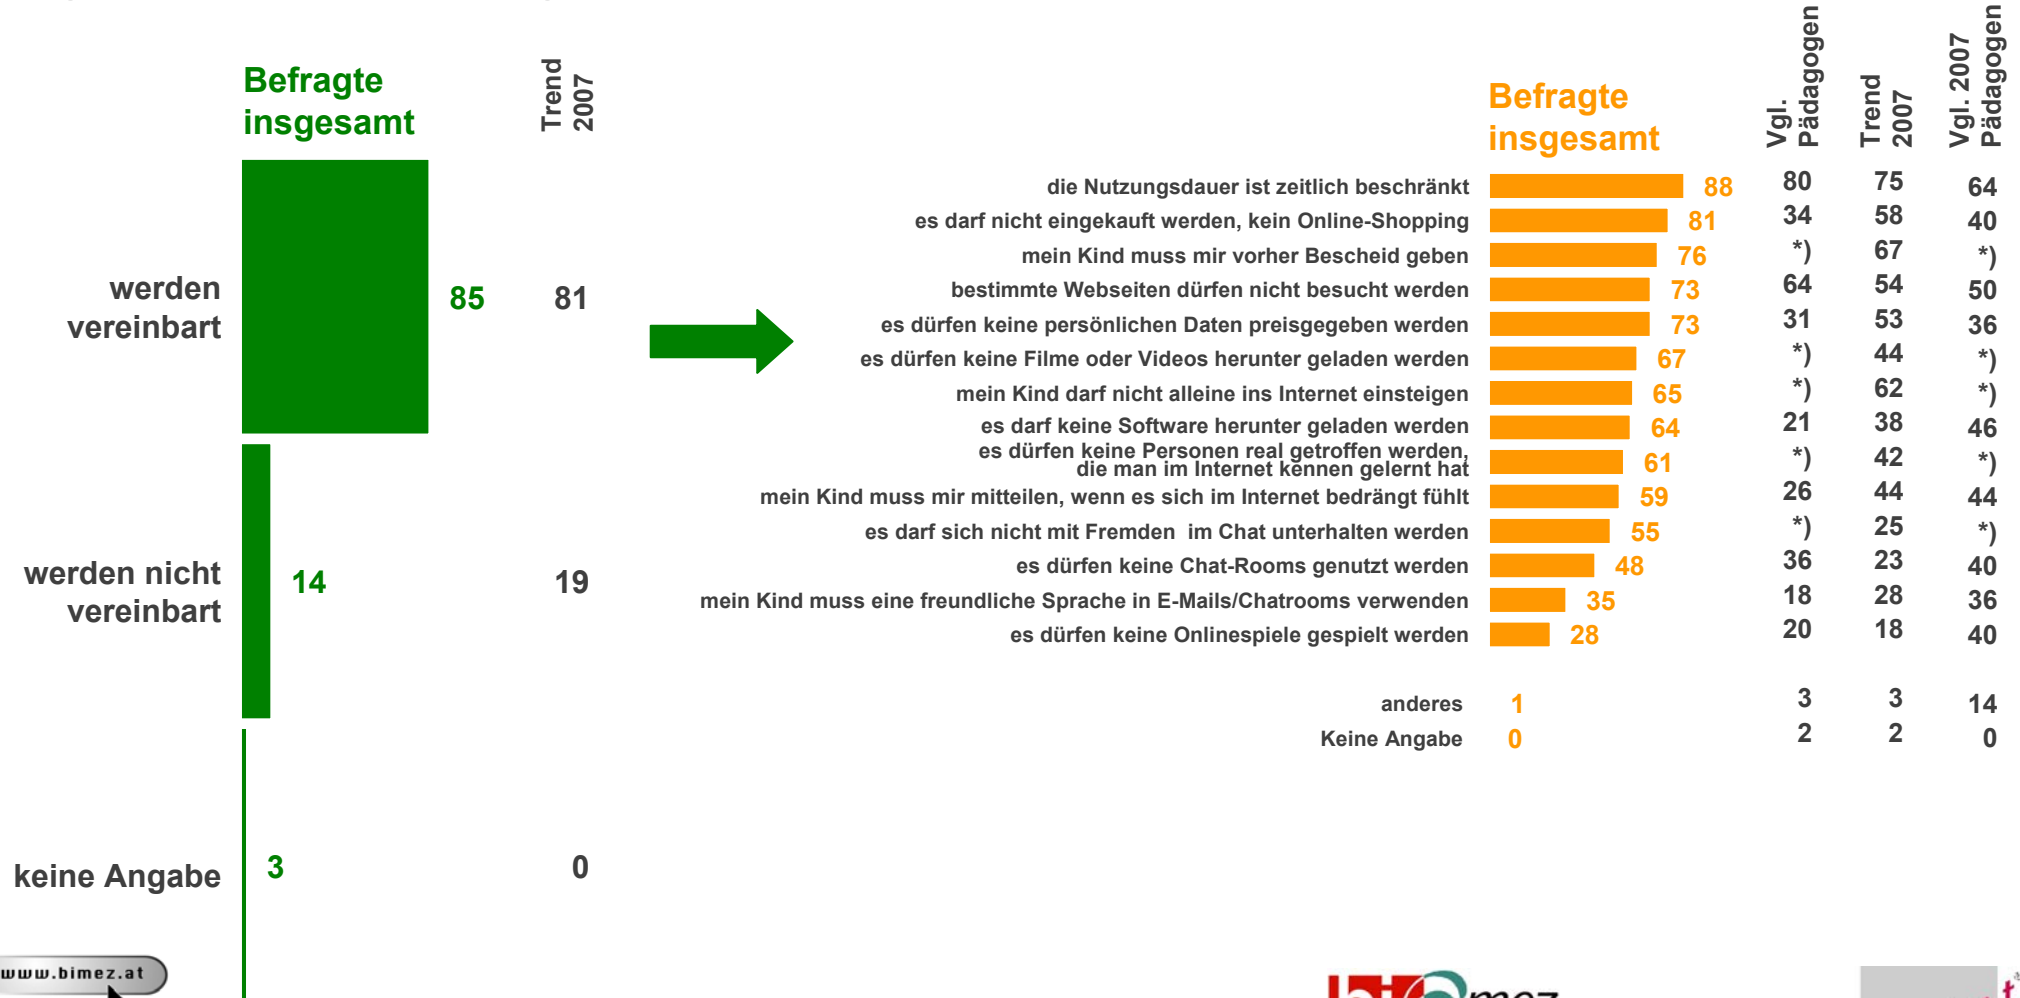 Befragte
insgesamt
Trend
2007
werden
vereinbart
85
81
werden nicht
vereinbart
14
19
keine Angabe
3
0
Befragte
insgesamt
Vgl.
Pädagogen
Trend
2007
Vgl. 2007
Pädagogen
die Nutzungsdauer ist zeitlich beschränkt 88 80 75 64
es darf nicht eingekauft werden, kein Online-Shopping 81 34 58 40
mein Kind muss mir vorher Bescheid geben 76 *) 67 *)
bestimmte Webseiten dürfen nicht besucht werden 73 64 54 50
es dürfen keine persönlichen Daten preisgegeben werden 73 31 53 36
es dürfen keine Filme oder Videos herunter geladen werden 67 *) 44 *)
mein Kind darf nicht alleine ins Internet einsteigen 65 *) 62 *)
es darf keine Software herunter geladen werden 64 21 38 46
es dürfen keine Personen real getroffen werden,
die man im Internet kennen gelernt hat 61 *) 42 *)
mein Kind muss mir mitteilen, wenn es sich im Internet bedrängt fühlt 59 26 44 44
es darf sich nicht mit Fremden im Chat unterhalten werden 55 *) 25 *)
es dürfen keine Chat-Rooms genutzt werden 48 36 23 40
mein Kind muss eine freundliche Sprache in E-Mails/Chatrooms verwenden 35 18 28 36
es dürfen keine Onlinespiele gespielt werden 28 20 18 40
anderes 1 3 3 14
Keine Angabe 0 2 2 0
www.bimez.at